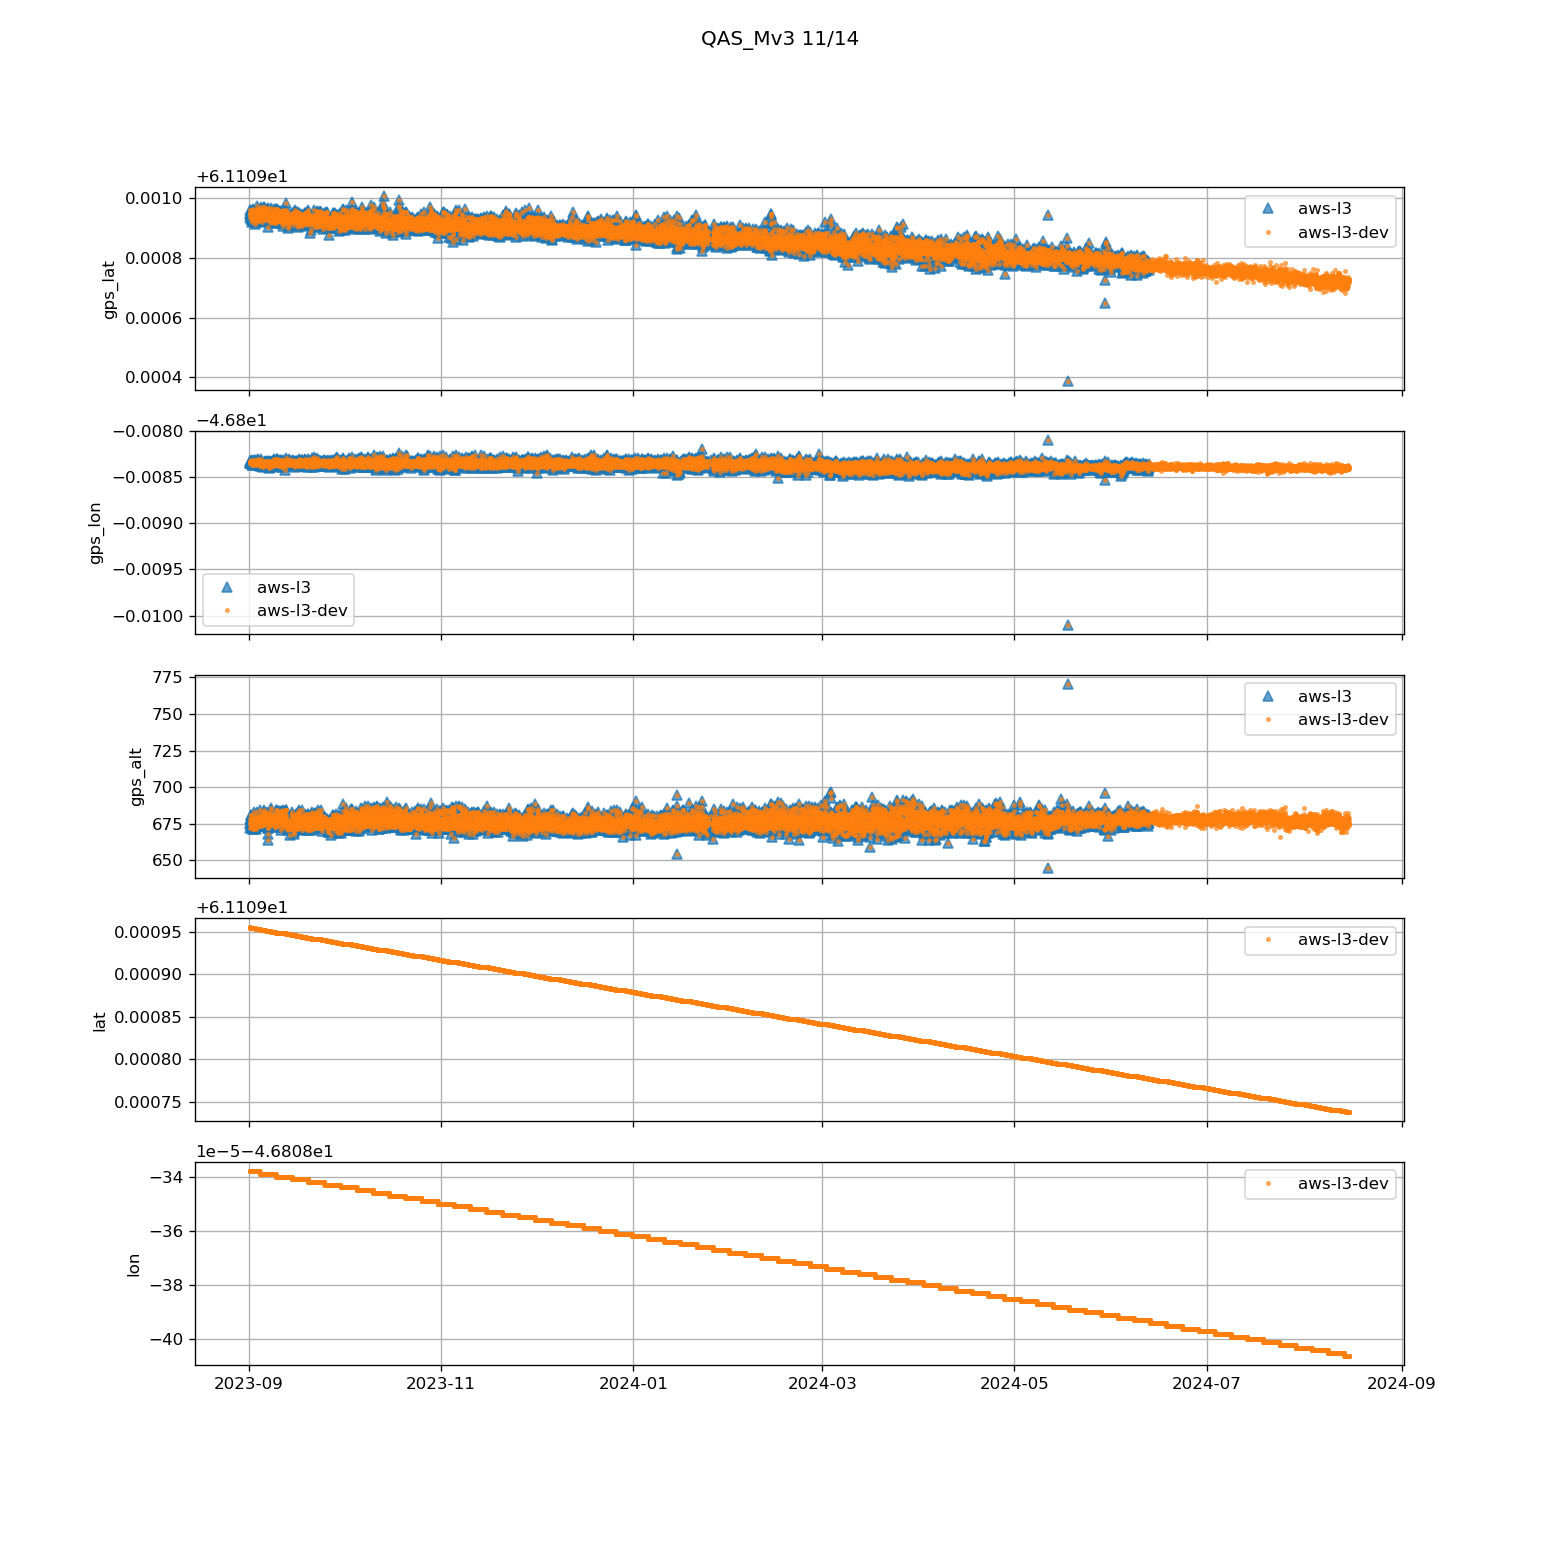 QAS_Mv3 11/14
+6.1109e1
0.0010
0.0008
0.0006
0.0004
gps_lat
aws-l3
aws-l3-dev
−4.68e1
−0.0080
−0.0085
−0.0090
−0.0095
−0.0100
gps_lon
aws-l3
aws-l3-dev
775
750
725
700
675
650
gps_alt
aws-l3
aws-l3-dev
+6.1109e1
0.00095
0.00090
0.00085
0.00080
0.00075
lat
aws-l3-dev
1e−5−4.6808e1
−34
−36
−38
−40
lon
aws-l3-dev
2023-09 2023-11 2024-01 2024-03 2024-05 2024-07 2024-09